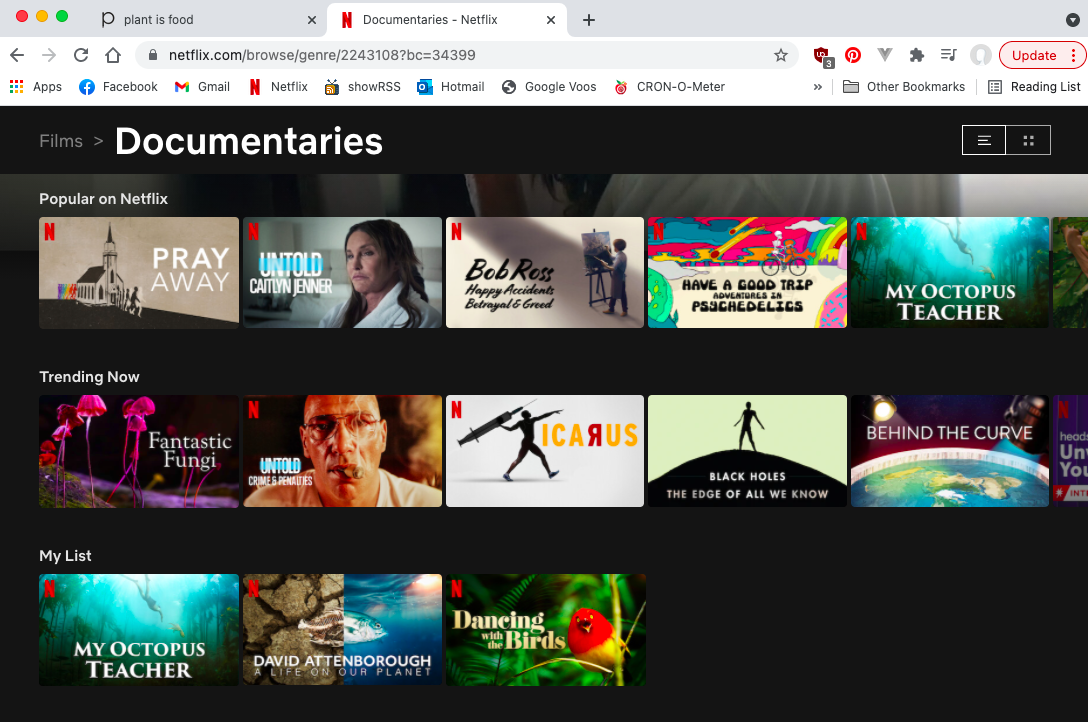 plant is food
Documentaries - Netflix
netflix.com/browse/genre/2243108?bc=34399
3
Update
Apps
Facebook
Gmail
Netflix
showRSS
Hotmail
Google Voos
CRON-O-Meter
»
Other Bookmarks
Reading List
Films > Documentaries
Popular on Netflix
N
PRAY
AWAY
N
UNTOLD
CAITLYN JENNER
N
Bob Ross
Happy Accidents
Betrayal & Greed
N
HAVE A GOOD TRIP
ADVENTURES IN
PSYCHEDELICS
N
MY OCTOPUS
TEACHER
Trending Now
Fantastic
Fungi
N
UNTOLD
CRIME & PENALTIES
N
ICAЯUS
BLACK HOLES
THE EDGE OF ALL WE KNOW
BEHIND THE CURVE
N
heads
My List
N
MY OCTOPUS
TEACHER
N
DAVID ATTENBOROUGH
A LIFE ON OUR PLANET
N
Dancing
with the
Birds